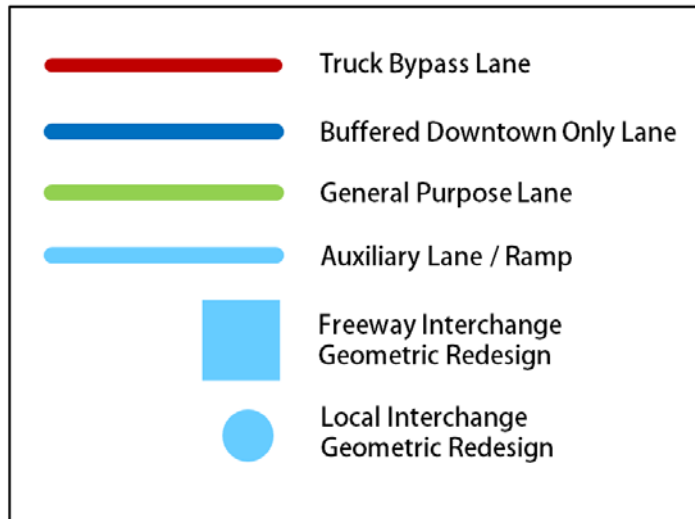 Truck Bypass Lane
Buffered Downtown Only Lane
General Purpose Lane
Auxiliary Lane / Ramp
Freeway Interchange
Geometric Redesign
Local Interchange
Geometric Redesign